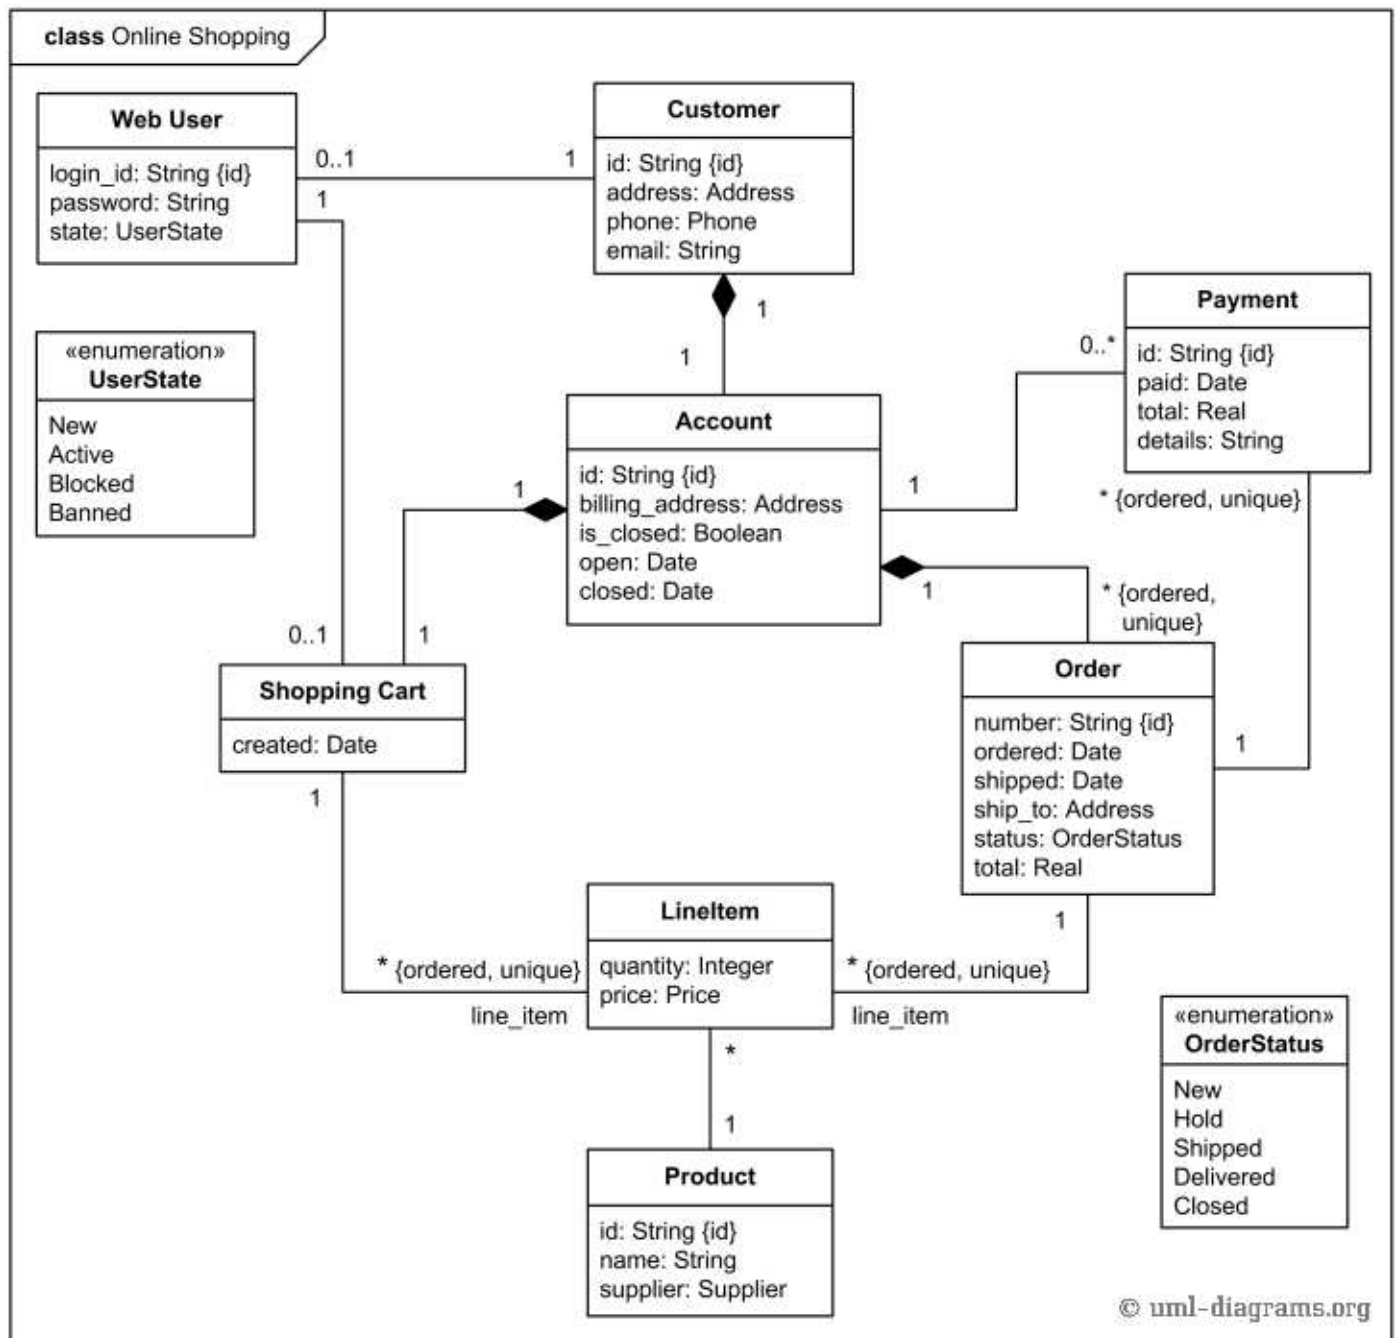 class Online Shopping
Web User
login_id: String {id}
password: String
state: UserState
0..1
1
1
Customer
id: String {id}
address: Address
phone: Phone
email: String
1
1
«enumeration»
UserState
New
Active
Blocked
Banned
Payment
id: String {id}
paid: Date
total: Real
details: String
0..*
1
* {ordered, unique}
Account
id: String {id}
billing_address: Address
is_closed: Boolean
open: Date
closed: Date
1
1
* {ordered,
unique}
0..1
1
Shopping Cart
created: Date
1
Order
number: String {id}
ordered: Date
shipped: Date
ship_to: Address
status: OrderStatus
total: Real
1
1
LineItem
quantity: Integer
price: Price
* {ordered, unique}
line_item
* {ordered, unique}
line_item
*
1
Product
id: String {id}
name: String
supplier: Supplier
«enumeration»
OrderStatus
New
Hold
Shipped
Delivered
Closed
© uml-diagrams.org